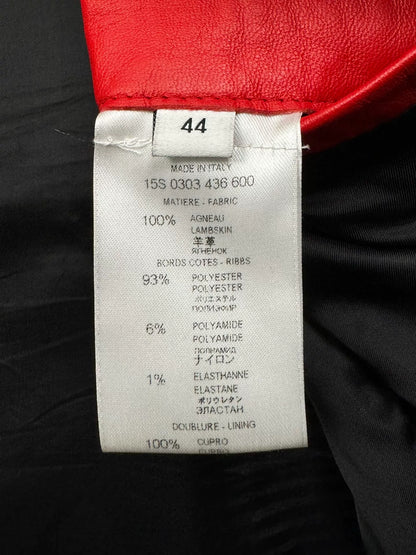 44
MADE IN ITALY
15S 0303 436 600
MATIERE - FABRIC
100% AGNEAU
LAMBSKIN
羊革
ЯГНЕНОК
BORDS COTES - RIBBS
93% POLYESTER
POLYESTER
ポリエステル
ПОЛИЭФИР
6% POLYAMIDE
POLYAMIDE
ПОЛИАМИД
ナイロン
1% ELASTHANNE
ELASTANE
ポリウレタン
ЭЛАСТАН
DOUBLURE - LINING
100% CUPRO
CUPRO